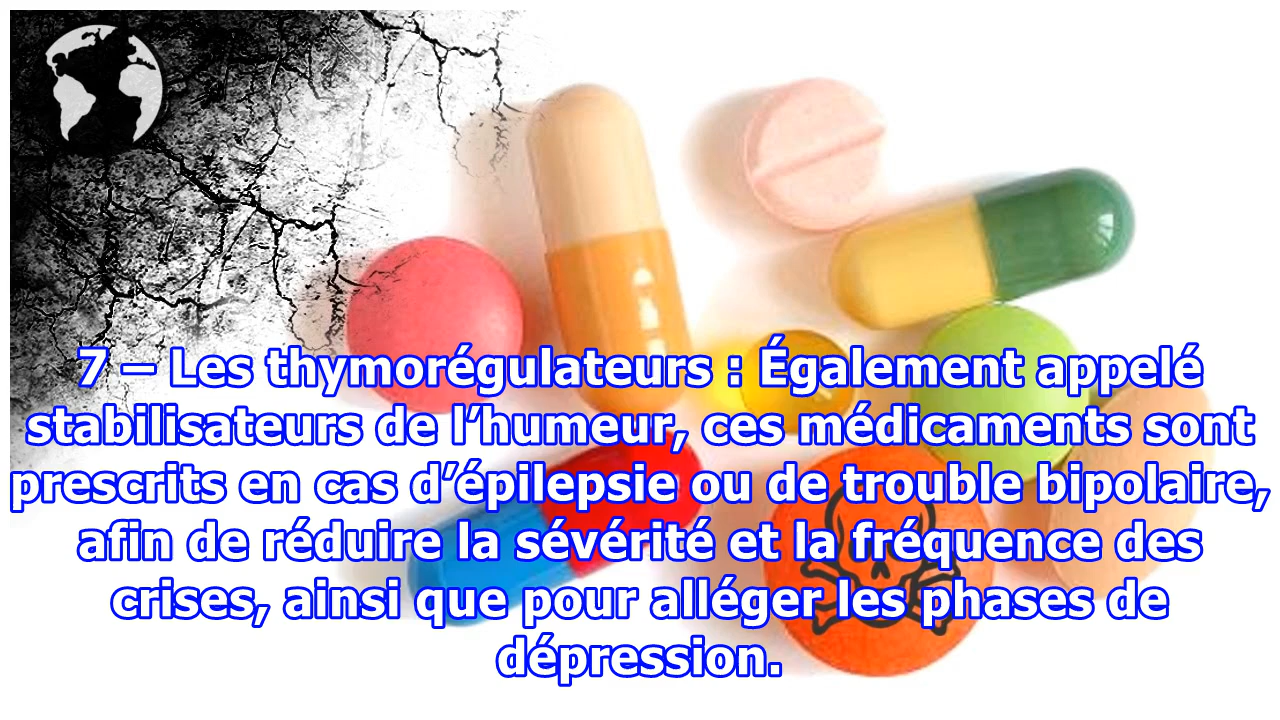 7 – Les thymorégulateurs : Également appelé
stabilisateurs de l’humeur, ces médicaments sont
prescrits en cas d’épilepsie ou de trouble bipolaire,
afin de réduire la sévérité et la fréquence des
crises, ainsi que pour alléger les phases de
dépression.